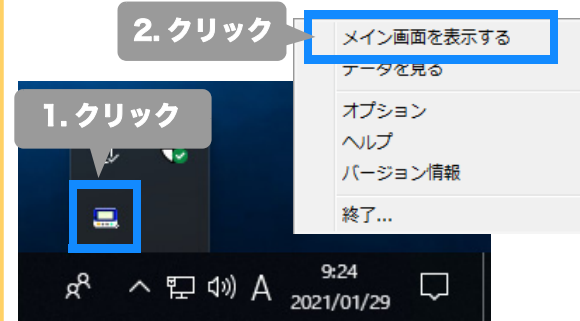 2. クリック
メイン画面を表示する
データを見る
1. クリック
オプション
ヘルプ
バージョン情報
終了...
A
9:24
2021/01/29